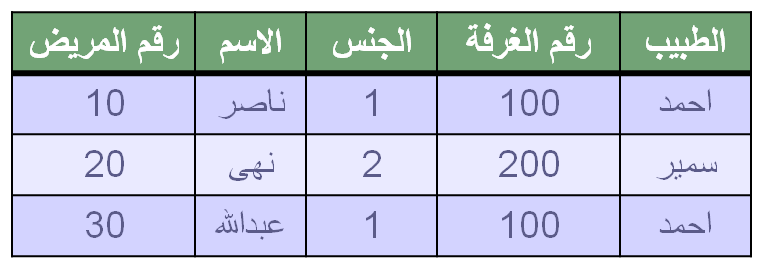 الطبيب رقم الغرفة الجنس الاسم رقم المريض
احمد 100 1 ناصر 10
سمير 200 2 نهى 20
احمد 100 1 عبدالله 30